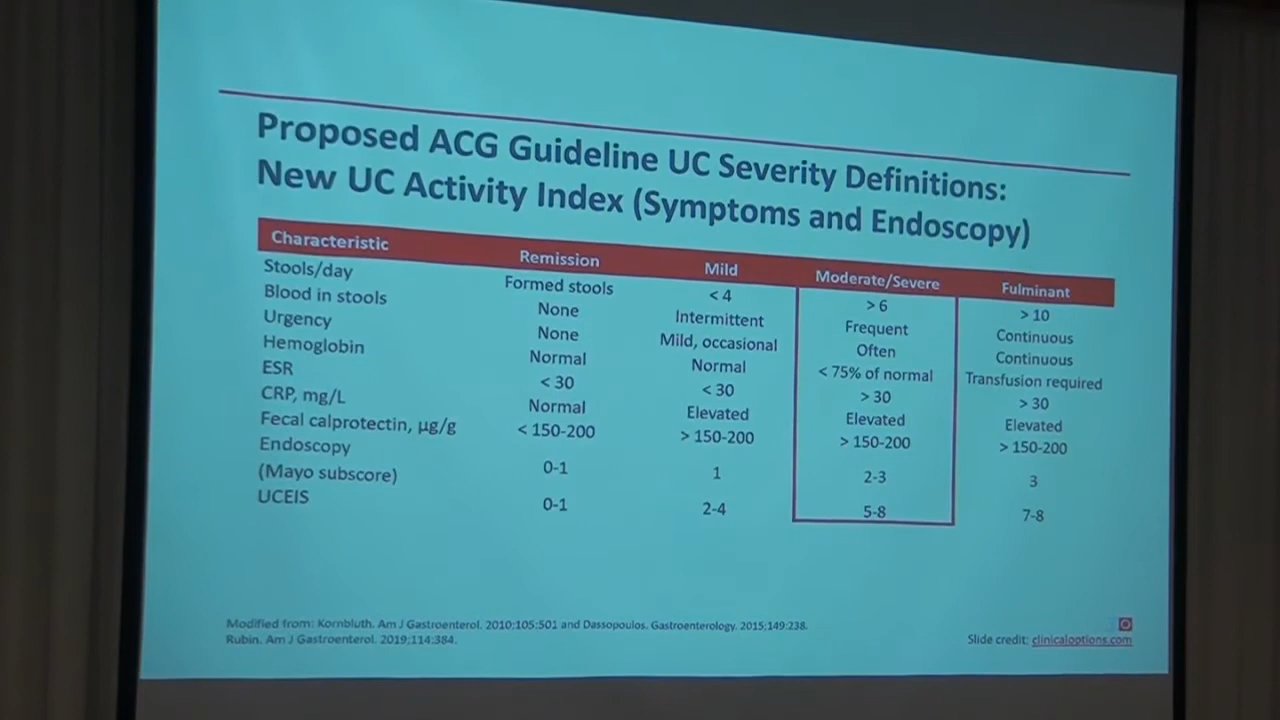 Proposed ACG Guideline UC Severity Definitions:
New UC Activity Index (Symptoms and Endoscopy)
Characteristic Remission Mild Moderate/Severe Fulminant
Stools/day Formed stools < 4 > 6 > 10
Blood in stools None Intermittent Frequent Continuous
Urgency None Mild, occasional Often Continuous
Hemoglobin Normal Normal < 75% of normal Transfusion required
ESR < 30 < 30 > 30 > 30
CRP, mg/L Normal Elevated Elevated Elevated
Fecal calprotectin, µg/g < 150-200 > 150-200 > 150-200 > 150-200
Endoscopy
(Mayo subscore) 0-1 1 2-3 3
UCEIS 0-1 2-4 5-8 7-8
Modified from: Kornbluth. Am J Gastroenterol. 2010;105:501 and Dassopoulos. Gastroenterology. 2015;149:238.
Rubin. Am J Gastroenterol. 2019;114:384.
Slide credit: clinicaloptions.com